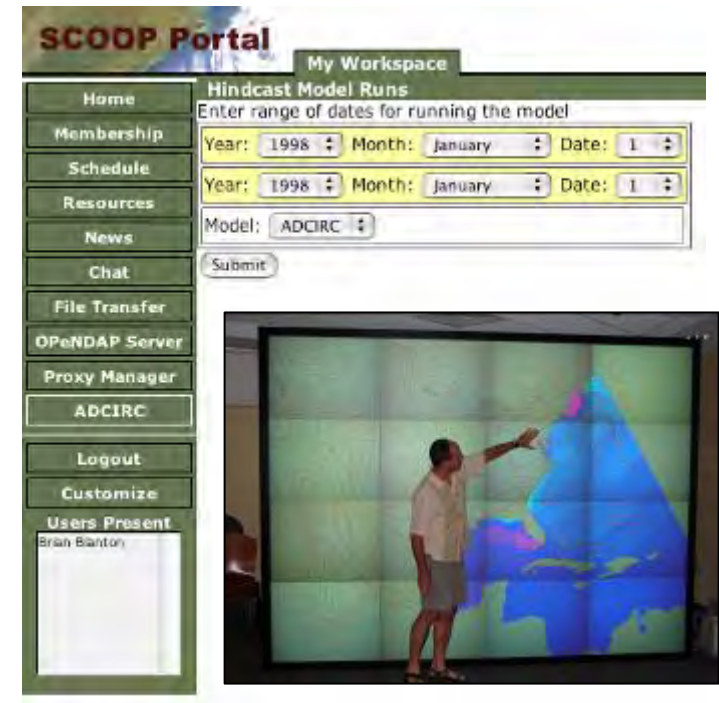 SCOOP Portal
My Workspace
Home
Membership
Schedule
Resources
News
Chat
File Transfer
OPeNDAP Server
Proxy Manager
ADCIRC
Logout
Customize
Users Present
Brian Blanton
Hindcast Model Runs
Enter range of dates for running the model
Year: 1998 Month: January Date: 1
Year: 1998 Month: January Date: 1
Model: ADCIRC
Submit